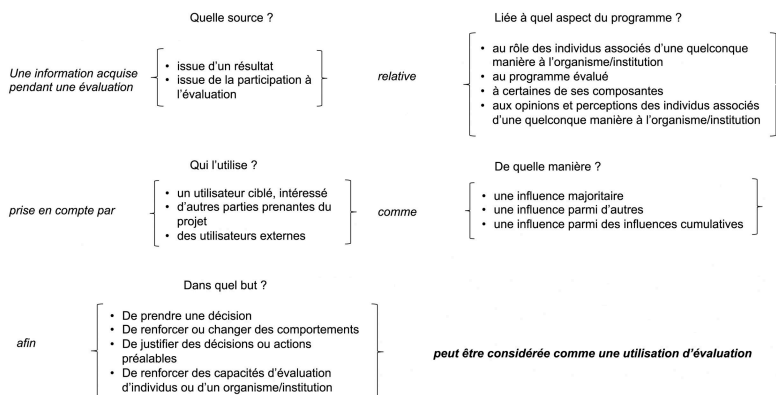 Quelle source ?
Une information acquise
pendant une évaluation
• issue d'un résultat
• issue de la participation à
l'évaluation
relative
Liée à quel aspect du programme ?
• au rôle des individus associés d'une quelconque
manière à l'organisme/institution
• au programme évalué
• à certaines de ses composantes
• aux opinions et perceptions des individus associés
d'une quelconque manière à l'organisme/institution
prise en compte par
Qui l'utilise ?
• un utilisateur ciblé, intéressé
• d'autres parties prenantes du
projet
• des utilisateurs externes
comme
De quelle manière ?
• une influence majoritaire
• une influence parmi d'autres
• une influence parmi des influences cumulatives
afin
Dans quel but ?
• De prendre une décision
• De renforcer ou changer des comportements
• De justifier des décisions ou actions
préalables
• De renforcer des capacités d'évaluation
d'individus ou d'un organisme/institution
peut être considérée comme une utilisation d'évaluation